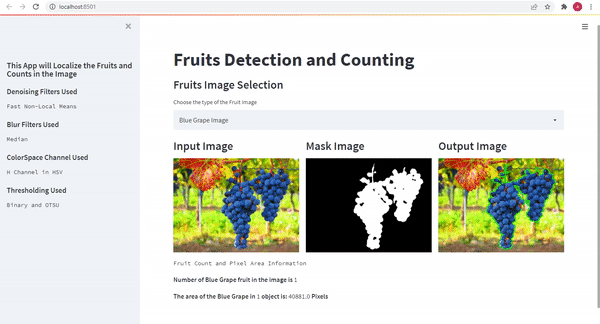 localhost:8501
This App will Localize the Fruits and
Counts in the Image
Denoising Filters Used
Fast Non-Local Means
Blur Filters Used
Median
ColorSpace Channel Used
H Channel in HSV
Thresholding Used
Binary and OTSU
Fruits Detection and Counting
Fruits Image Selection
Choose the type of the Fruit Image
Blue Grape Image
Input Image
Mask Image
Output Image
Fruit Count and Pixel Area Information
Number of Blue Grape fruit in the image is 1
The area of the Blue Grape in 1 object is: 40881.0 Pixels